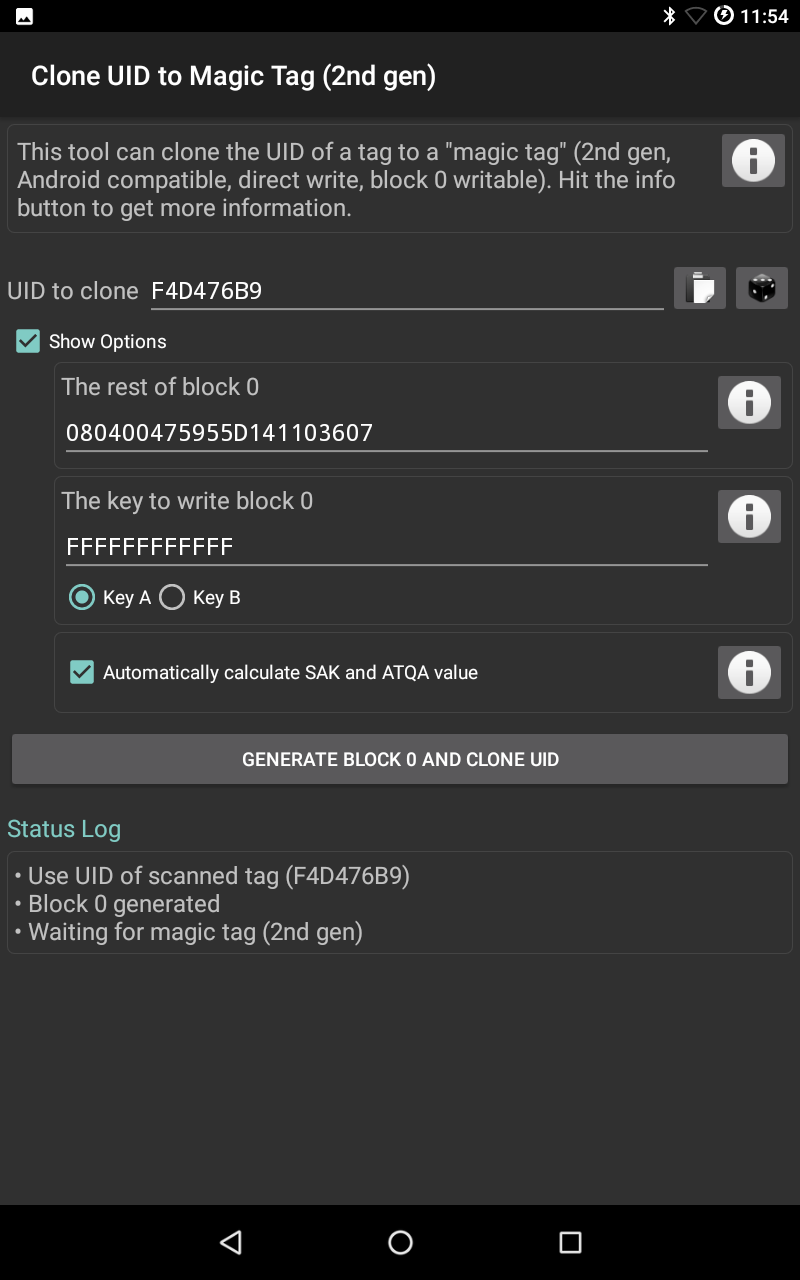 11:54
Clone UID to Magic Tag (2nd gen)
This tool can clone the UID of a tag to a "magic tag" (2nd gen,
Android compatible, direct write, block 0 writable). Hit the info
button to get more information.
UID to clone F4D476B9
Show Options
The rest of block 0
080400475955D141103607
The key to write block 0
FFFFFFFFFFFF
Key A Key B
Automatically calculate SAK and ATQA value
GENERATE BLOCK 0 AND CLONE UID
Status Log
• Use UID of scanned tag (F4D476B9)
• Block 0 generated
• Waiting for magic tag (2nd gen)